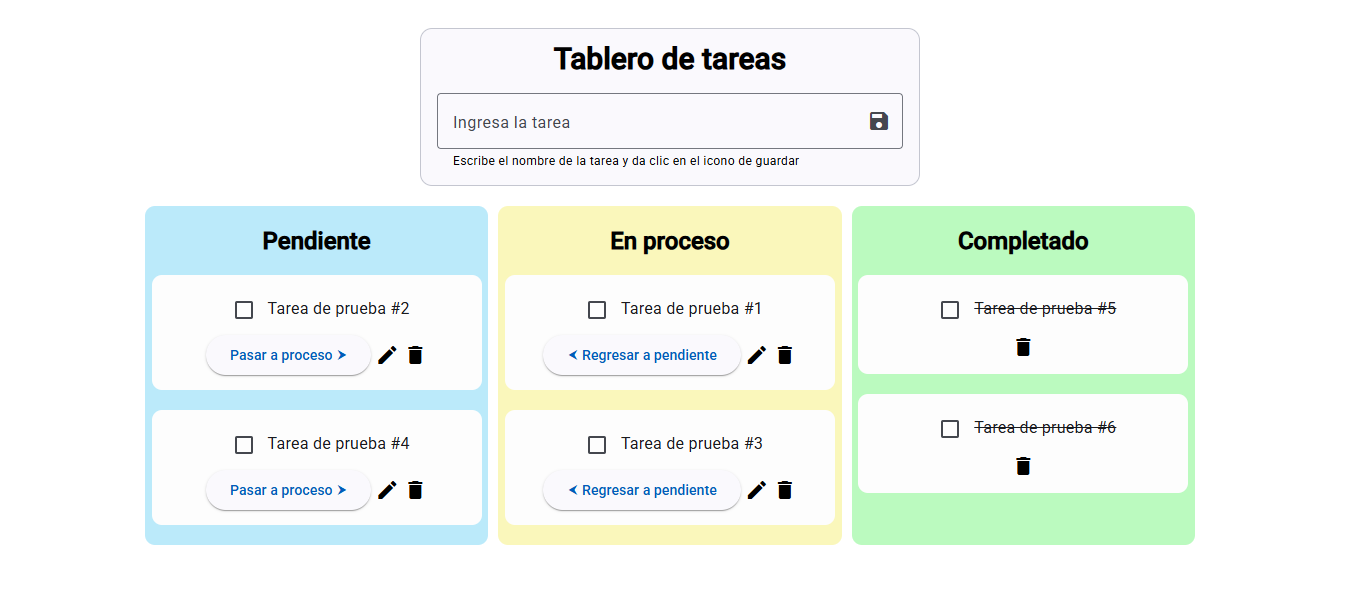 Tablero de tareas
Ingresa la tarea
Escribe el nombre de la tarea y da clic en el icono de guardar
Pendiente
Tarea de prueba #2
Pasar a proceso ➤
Tarea de prueba #4
Pasar a proceso ➤
En proceso
Tarea de prueba #1
⮜ Regresar a pendiente
Tarea de prueba #3
⮜ Regresar a pendiente
Completado
Tarea de prueba #5
Tarea de prueba #6